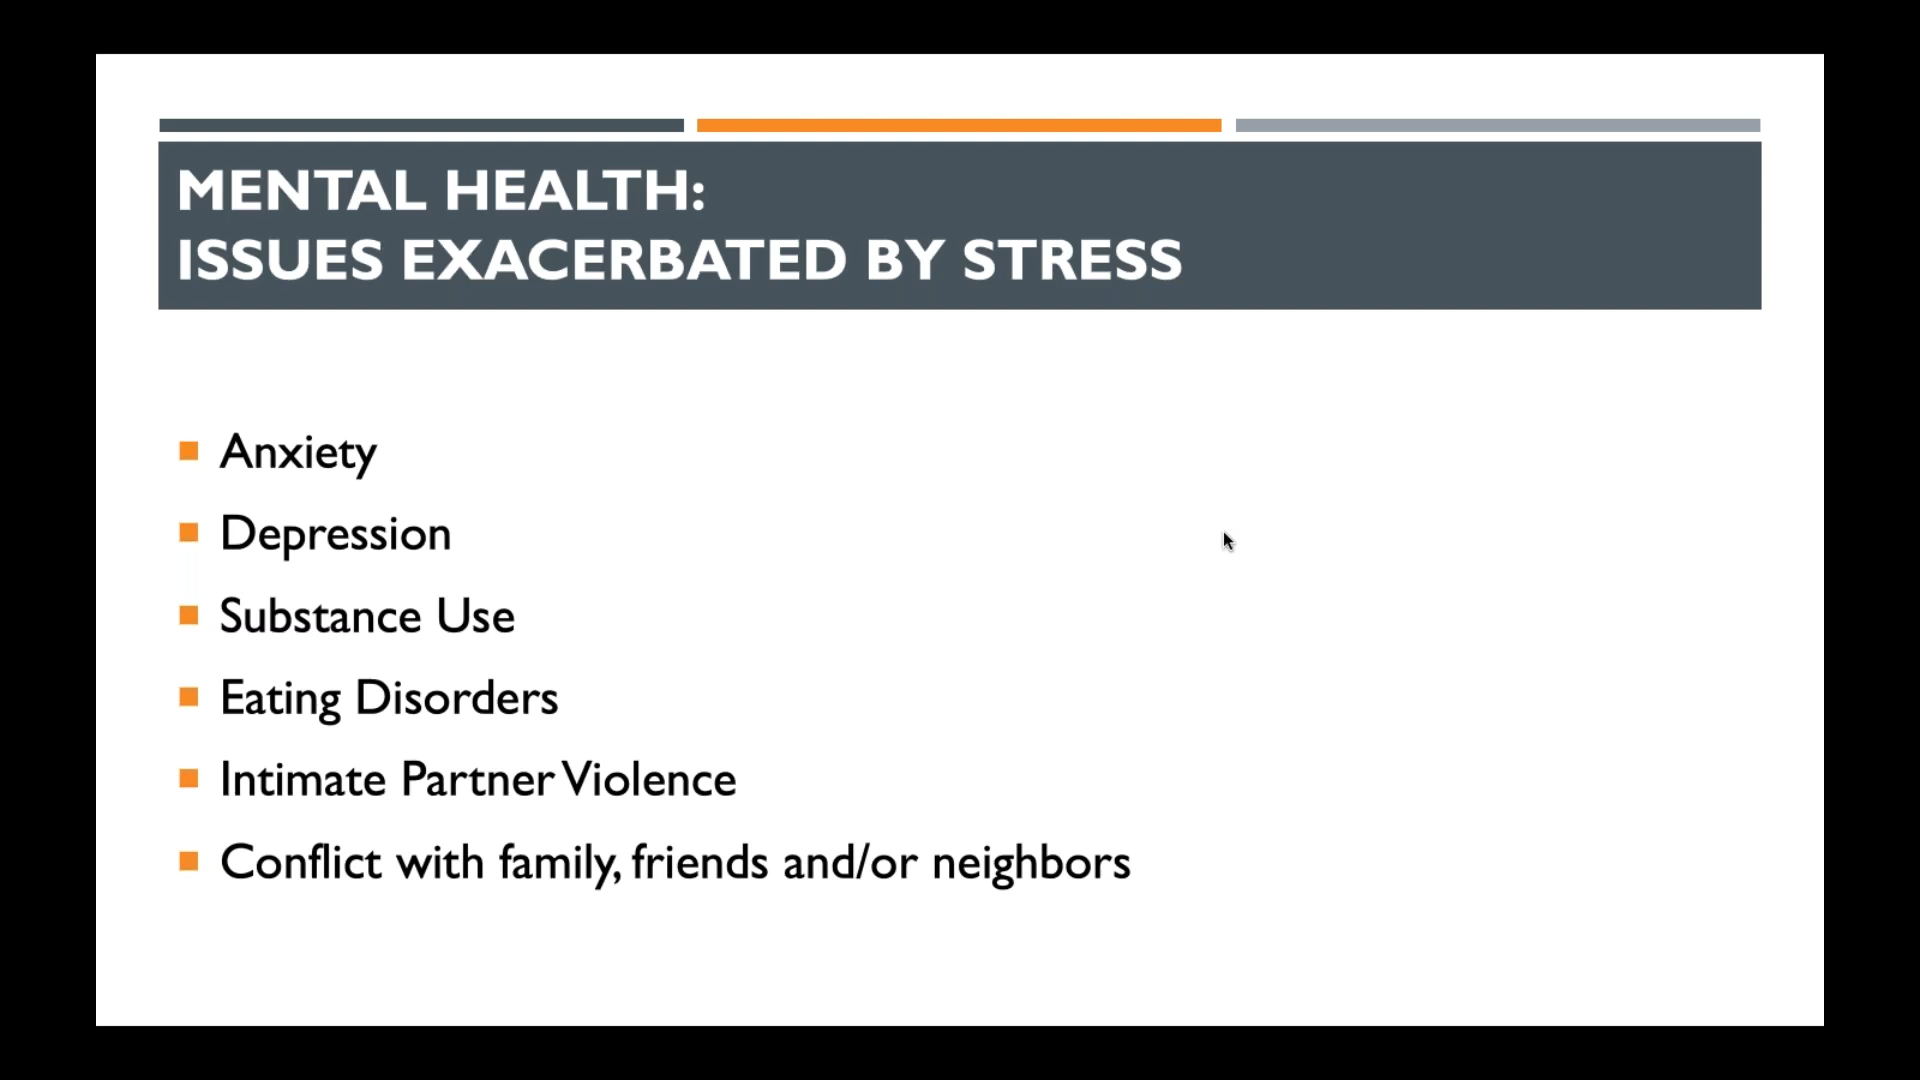 MENTAL HEALTH:
ISSUES EXACERBATED BY STRESS
Anxiety
Depression
Substance Use
Eating Disorders
Intimate Partner Violence
Conflict with family, friends and/or neighbors